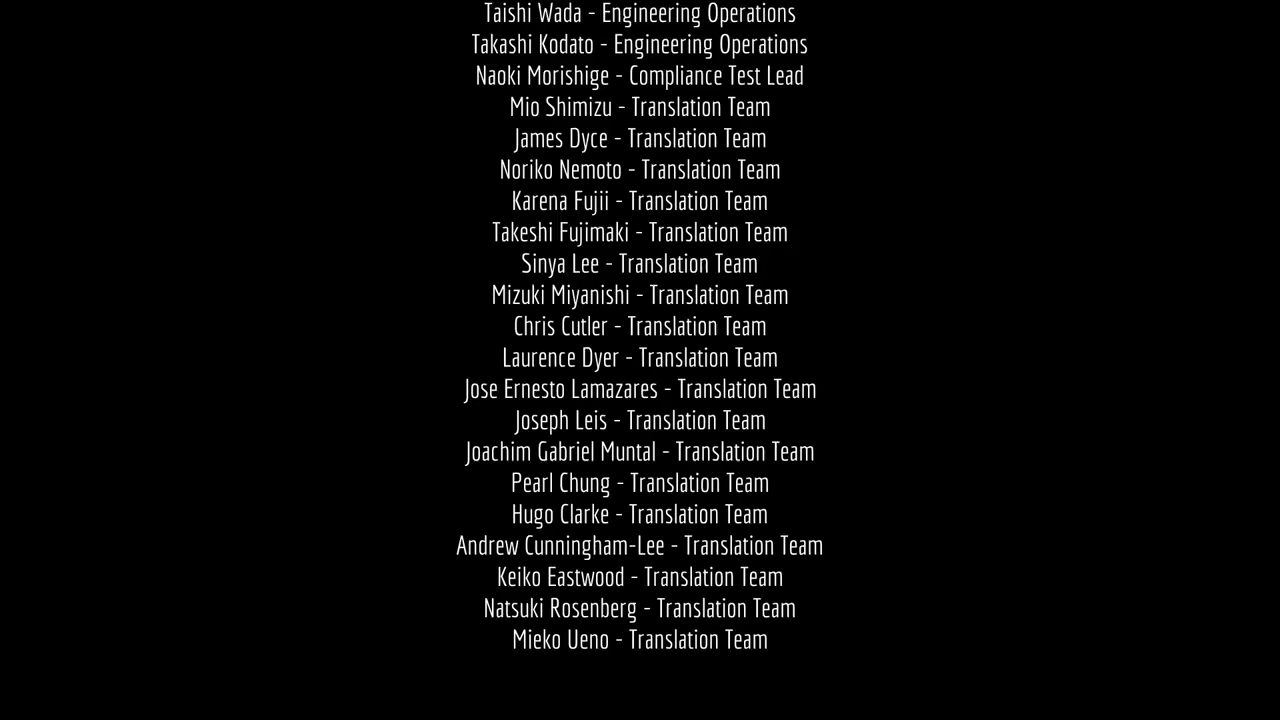 Taishi Wada - Engineering Operations
Takashi Kodato - Engineering Operations
Naoki Morishige - Compliance Test Lead
Mio Shimizu - Translation Team
James Dyce - Translation Team
Noriko Nemoto - Translation Team
Karena Fujii - Translation Team
Takeshi Fujimaki - Translation Team
Sinya Lee - Translation Team
Mizuki Miyanishi - Translation Team
Chris Cutler - Translation Team
Laurence Dyer - Translation Team
Jose Ernesto Lamazares - Translation Team
Joseph Leis - Translation Team
Joachim Gabriel Muntal - Translation Team
Pearl Chung - Translation Team
Hugo Clarke - Translation Team
Andrew Cunningham-Lee - Translation Team
Keiko Eastwood - Translation Team
Natsuki Rosenberg - Translation Team
Mieko Ueno - Translation Team